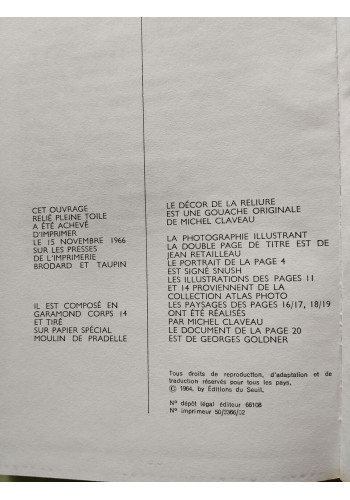 CET OUVRAGE
RELIÉ PLEINE TOILE
A ÉTÉ ACHEVÉ
D'IMPRIMER
LE 15 NOVEMBRE 1966
SUR LES PRESSES
DE L'IMPRIMERIE
BRODARD ET TAUPIN
IL EST COMPOSÉ EN
GARAMOND CORPS 14
ET TIRÉ
SUR PAPIER SPÉCIAL
MOULIN DE PRADELLE
LE DÉCOR DE LA RELIURE
EST UNE GOUACHE ORIGINALE
DE MICHEL CLAVEAU
LA PHOTOGRAPHIE ILLUSTRANT
LA DOUBLE PAGE DE TITRE EST DE
JEAN RETAILLEAU
LE PORTRAIT DE LA PAGE 4
EST SIGNÉ SNUSH
LES ILLUSTRATIONS DES PAGES 11
ET 14 PROVIENNENT DE LA
COLLECTION ATLAS PHOTO
LES PAYSAGES DES PAGES 16/17, 18/19
ONT ÉTÉ RÉALISÉS
PAR MICHEL CLAVEAU
LE DOCUMENT DE LA PAGE 20
EST DE GEORGES GOLDNER
Tous droits de reproduction, d'adaptation et de
traduction réservés pour tous les pays.
© 1964, by Éditions du Seuil.
N° dépôt légal éditeur 66108
N° imprimeur 50/2366/02